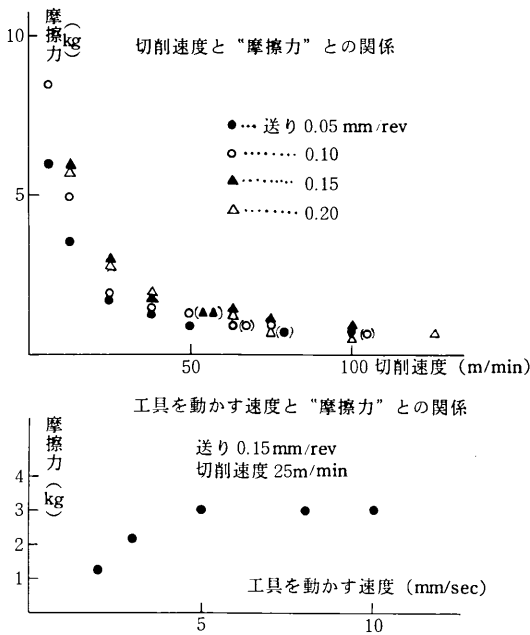 摩擦力(kg)
10
切削速度と“摩擦力”との関係
●… 送り 0.05 mm/rev
○……… 0.10
▲……… 0.15
△……… 0.20
5
50
100
切削速度(m/min)
工具を動かす速度と“摩擦力”との関係
摩擦力(kg)
送り 0.15mm/rev
切削速度 25m/min
4
3
2
1
工具を動かす速度(mm/sec)
5
10